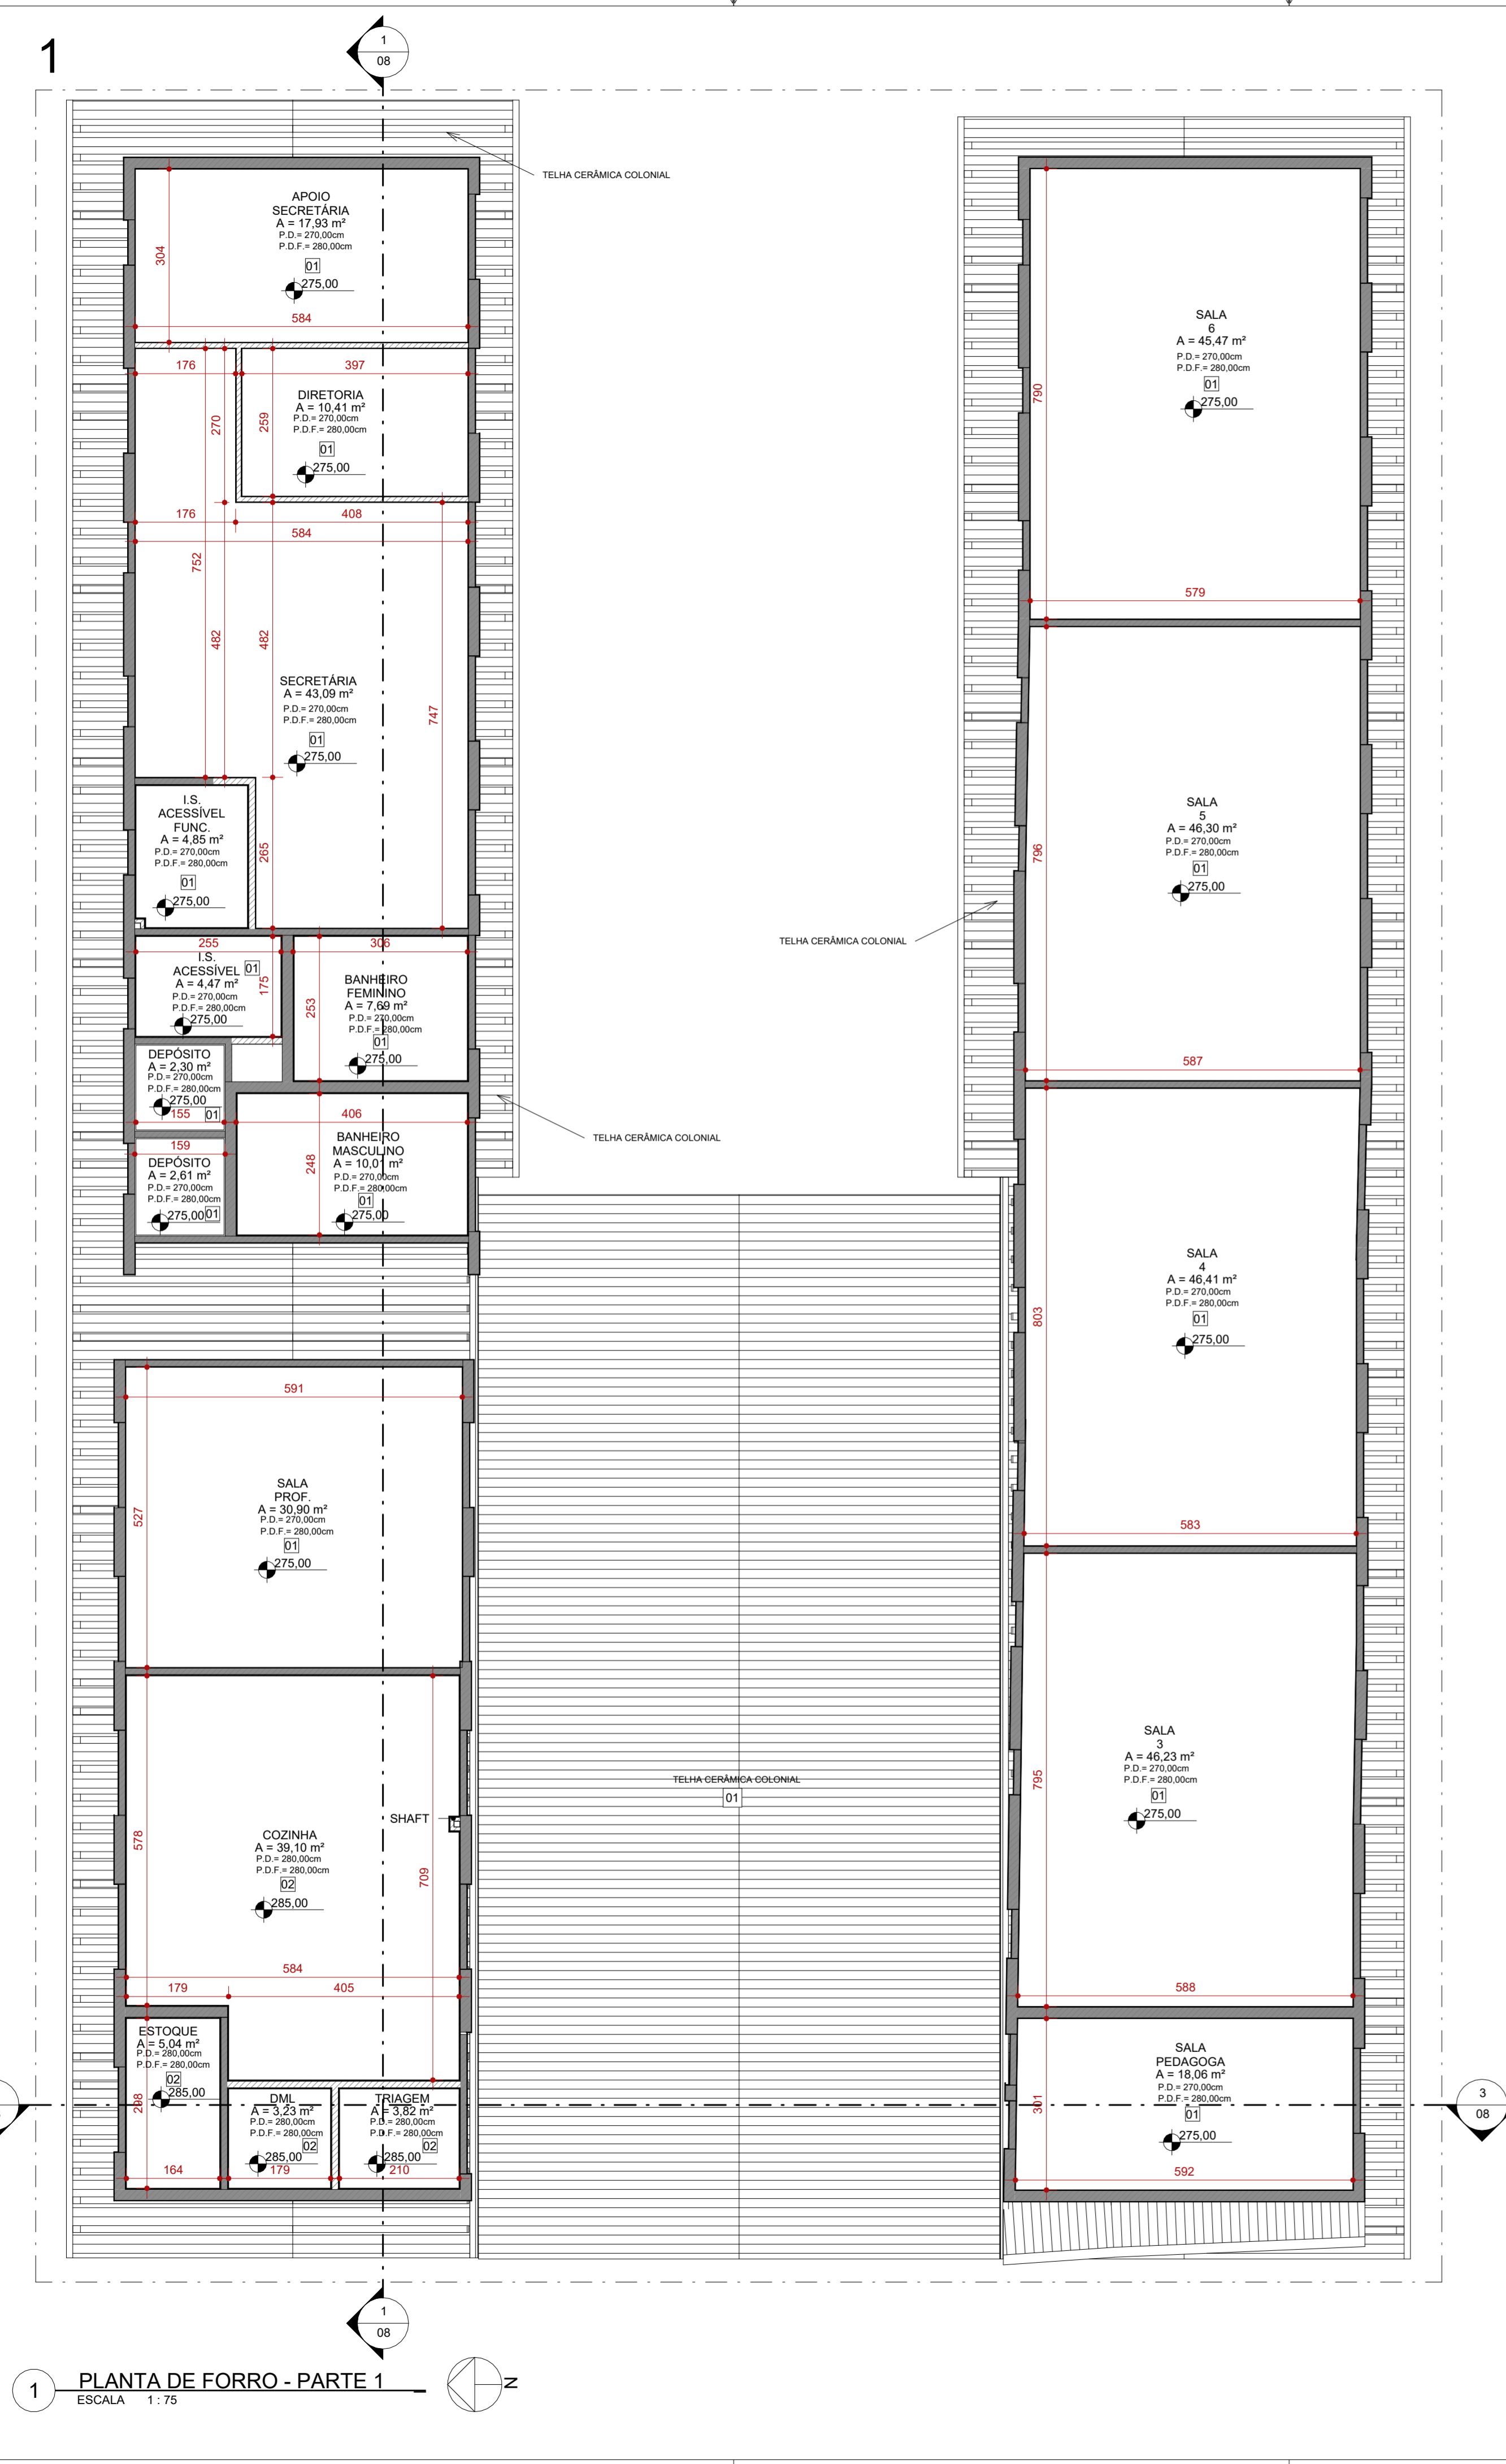 1
1
08
TELHA CERÂMICA COLONIAL
APOIO
SECRETÁRIA
A = 17,93 m²
P.D.= 270,00cm
P.D.F.= 280,00cm
01
275,00
304
584
176
397
DIRETORIA
A = 10,41 m²
P.D.= 270,00cm
P.D.F.= 280,00cm
01
275,00
270
259
176
408
584
752
482
482
747
SECRETÁRIA
A = 43,09 m²
P.D.= 270,00cm
P.D.F.= 280,00cm
01
275,00
I.S.
ACESSÍVEL
FUNC.
A = 4,85 m²
P.D.= 270,00cm
P.D.F.= 280,00cm
01
275,00
265
255
306
I.S.
ACESSÍVEL
01
A = 4,47 m²
P.D.= 270,00cm
P.D.F.= 280,00cm
275,00
175
253
BANHEIRO
FEMININO
A = 7,69 m²
P.D.= 270,00cm
P.D.F.= 280,00cm
01
275,00
DEPÓSITO
A = 2,30 m²
P.D.= 270,00cm
P.D.F.= 280,00cm
275,00
155
01
406
TELHA CERÂMICA COLONIAL
159
DEPÓSITO
A = 2,61 m²
P.D.= 270,00cm
P.D.F.= 280,00cm
275,00
01
248
BANHEIRO
MASCULINO
A = 10,01 m²
P.D.= 270,00cm
P.D.F.= 280,00cm
01
275,00
591
527
SALA
PROF.
A = 30,90 m²
P.D.= 270,00cm
P.D.F.= 280,00cm
01
275,00
SHAFT
578
709
COZINHA
A = 39,10 m²
P.D.= 280,00cm
P.D.F.= 280,00cm
02
285,00
584
179
405
ESTOQUE
A = 5,04 m²
P.D.= 280,00cm
P.D.F.= 280,00cm
02
285,00
298
164
DML
A = 3,23 m²
P.D.= 280,00cm
P.D.F.= 280,00cm
02
285,00
179
TRIAGEM
A = 3,82 m²
P.D.= 280,00cm
P.D.F.= 280,00cm
02
285,00
210
TELHA CERÂMICA COLONIAL
01
SALA
6
A = 45,47 m²
P.D.= 270,00cm
P.D.F.= 280,00cm
01
275,00
790
579
SALA
5
A = 46,30 m²
P.D.= 270,00cm
P.D.F.= 280,00cm
01
275,00
796
TELHA CERÂMICA COLONIAL
587
SALA
4
A = 46,41 m²
P.D.= 270,00cm
P.D.F.= 280,00cm
01
275,00
803
583
SALA
3
A = 46,23 m²
P.D.= 270,00cm
P.D.F.= 280,00cm
01
275,00
795
588
SALA
PEDAGOGA
A = 18,06 m²
P.D.= 270,00cm
P.D.F.= 280,00cm
01
275,00
301
592
3
08
1
08
1
PLANTA DE FORRO - PARTE 1
ESCALA 1 : 75
N